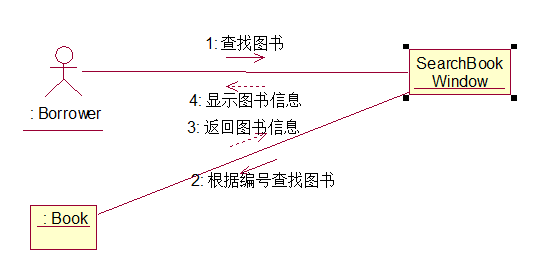 1: 查找图书
SearchBook
Window
4: 显示图书信息
: Borrower
3: 返回图书信息
2: 根据编号查找图书
: Book